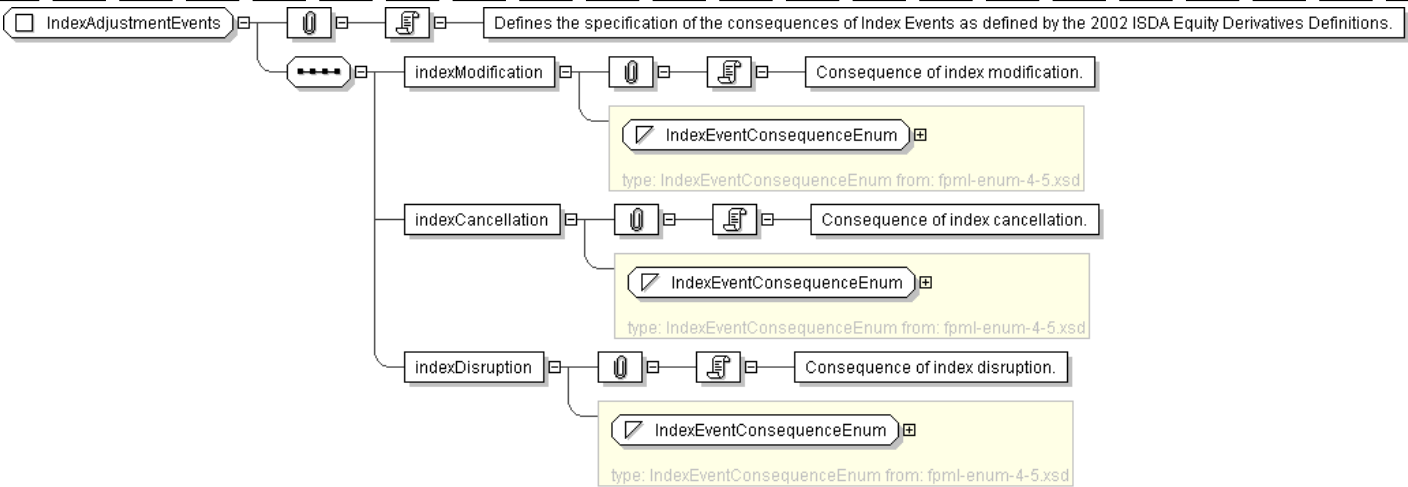 IndexAdjustmentEvents
Defines the specification of the consequences of Index Events as defined by the 2002 ISDA Equity Derivatives Definitions.
indexModification
Consequence of index modification.
IndexEventConsequenceEnum
type: IndexEventConsequenceEnum from: fpml-enum-4-5.xsd
indexCancellation
Consequence of index cancellation.
IndexEventConsequenceEnum
type: IndexEventConsequenceEnum from: fpml-enum-4-5.xsd
indexDisruption
Consequence of index disruption.
IndexEventConsequenceEnum
type: IndexEventConsequenceEnum from: fpml-enum-4-5.xsd